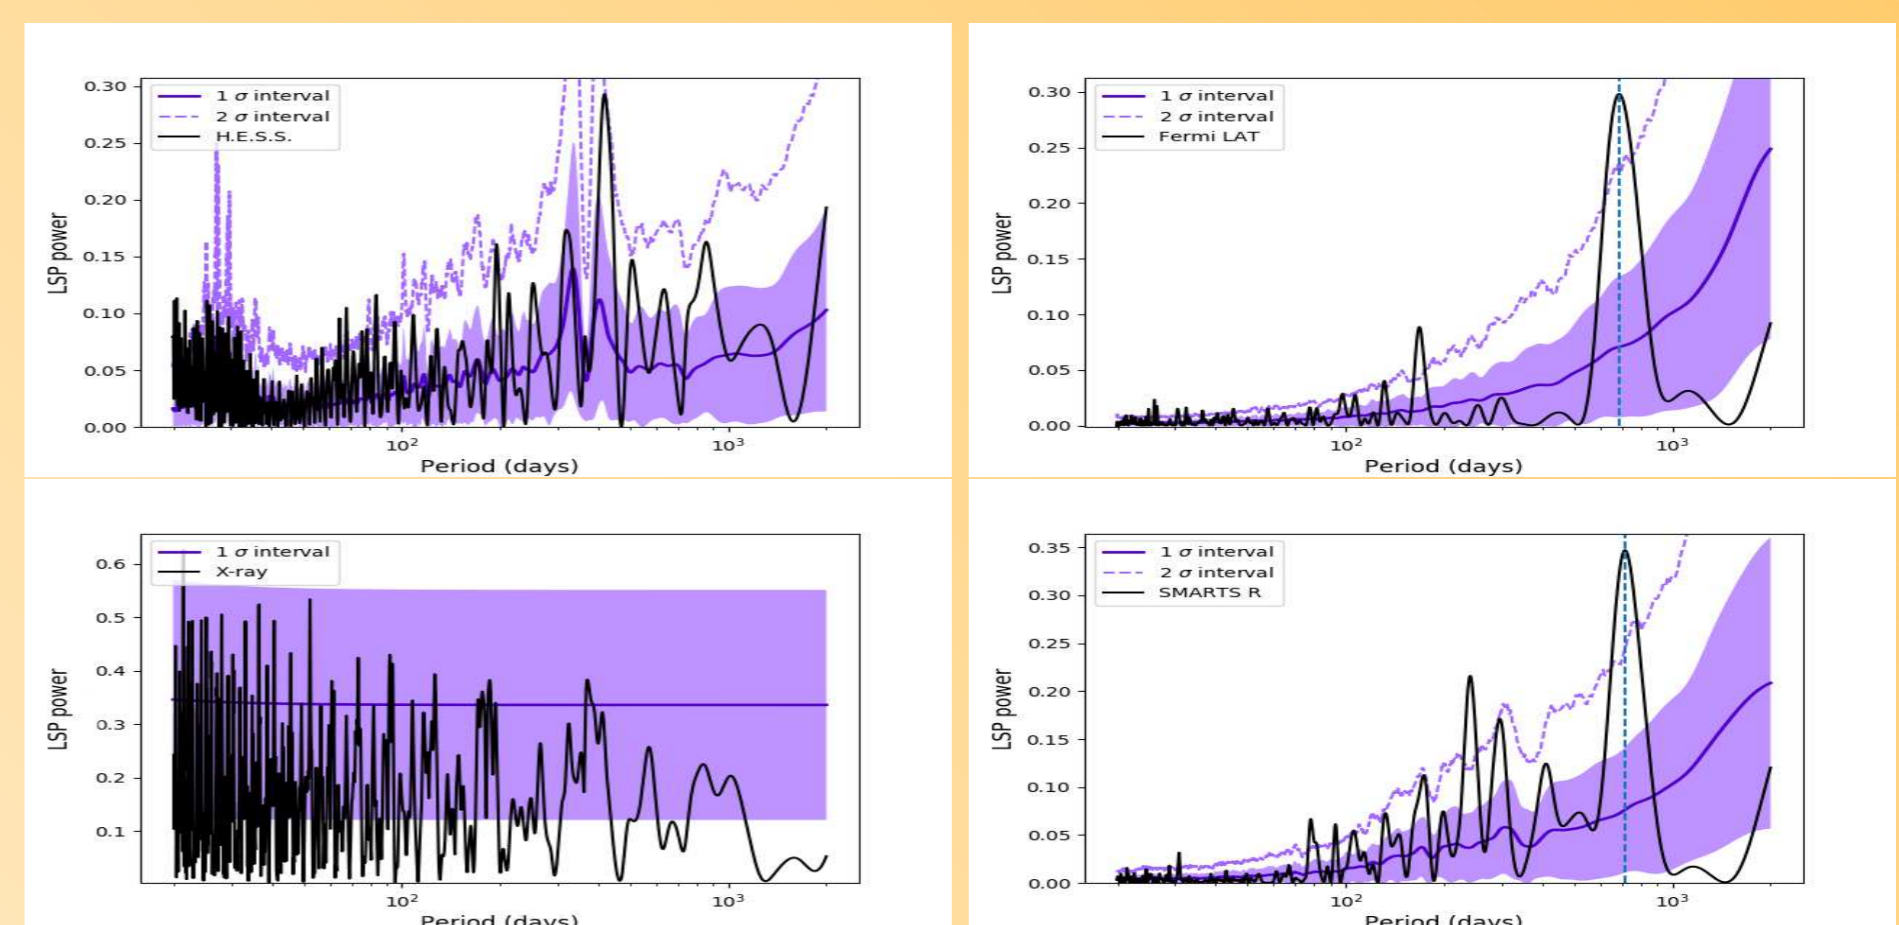 0.30
0.25
0.20
0.15
0.10
0.05
0.00
LSP power
1 σ interval
2 σ interval
H.E.S.S.
10²
10³
Period (days)
0.30
0.25
0.20
0.15
0.10
0.05
0.00
LSP power
1 σ interval
2 σ interval
Fermi LAT
10²
10³
Period (days)
0.6
0.5
0.4
0.3
0.2
0.1
LSP power
1 σ interval
X-ray
10²
10³
Period (days)
0.35
0.30
0.25
0.20
0.15
0.10
0.05
0.00
LSP power
1 σ interval
2 σ interval
SMARTS R
10²
10³
Period (days)